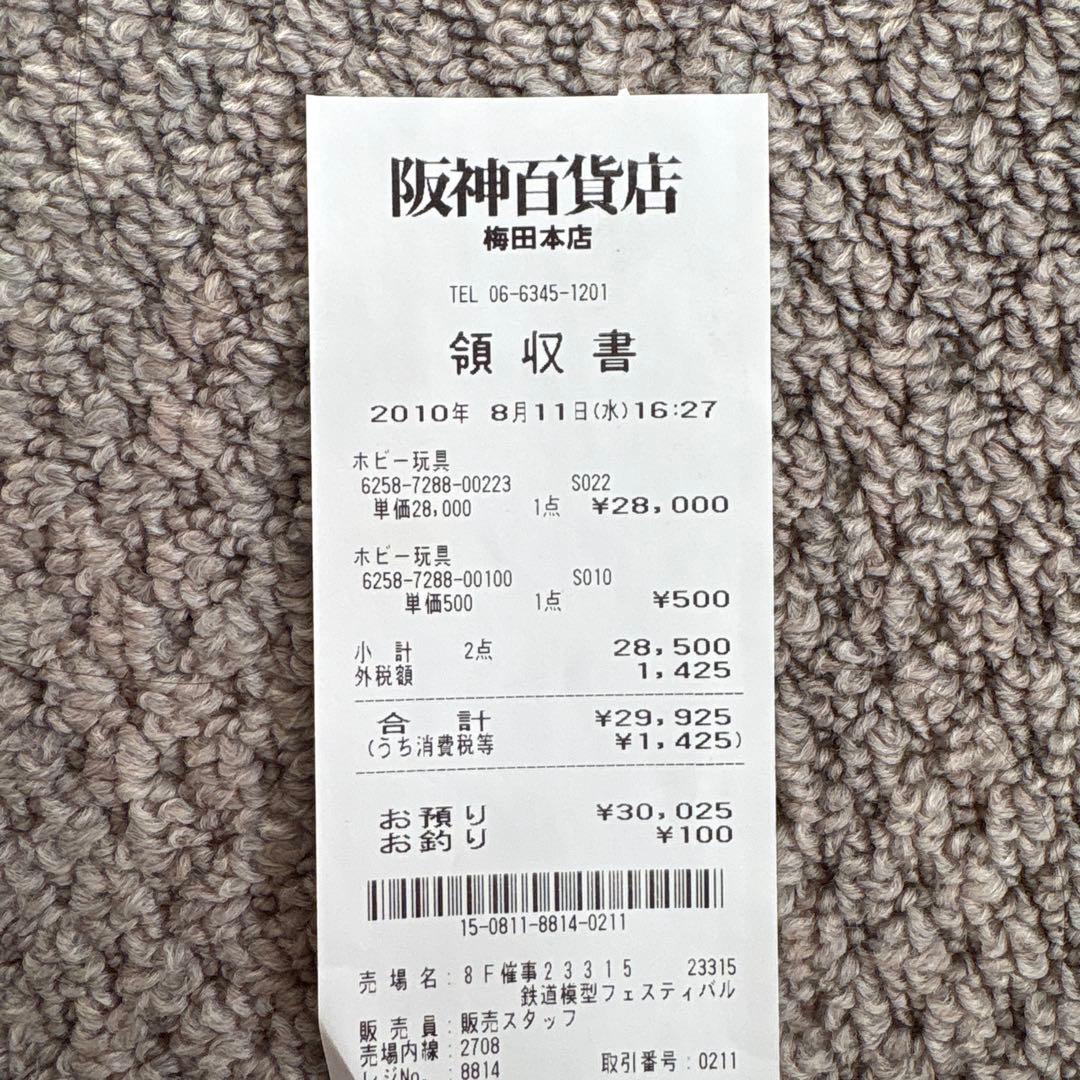 阪神百貨店
梅田本店
TEL 06-6345-1201
領収書
2010年 8月11日(水)16:27
ホビー玩具
6258-7288-00223 S022
単価28,000 1点 ¥28,000
ホビー玩具
6258-7288-00100 S010
単価500 1点 ¥500
小計 2点 28,500
外税額 1,425
合計 ¥29,925
(うち消費税等 ¥1,425)
お預り ¥30,025
お釣り ¥100
15-0811-8814-0211
売場名:8F催事23315 23315
鉄道模型フェスティバル
販売員:販売スタッフ
売場内線:2708 取引番号:0211
レジNo.:8814